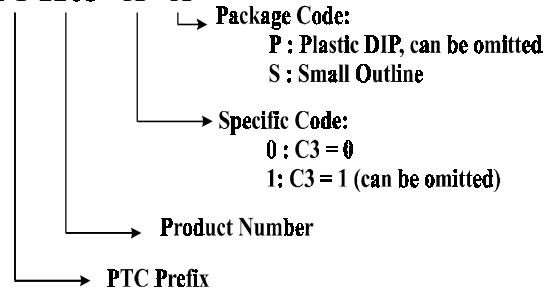 Package Code:
P : Plastic DIP, can be omitted
S : Small Outline
Specific Code:
0 : C3 = 0
1: C3 = 1 (can be omitted)
Product Number
PTC Prefix